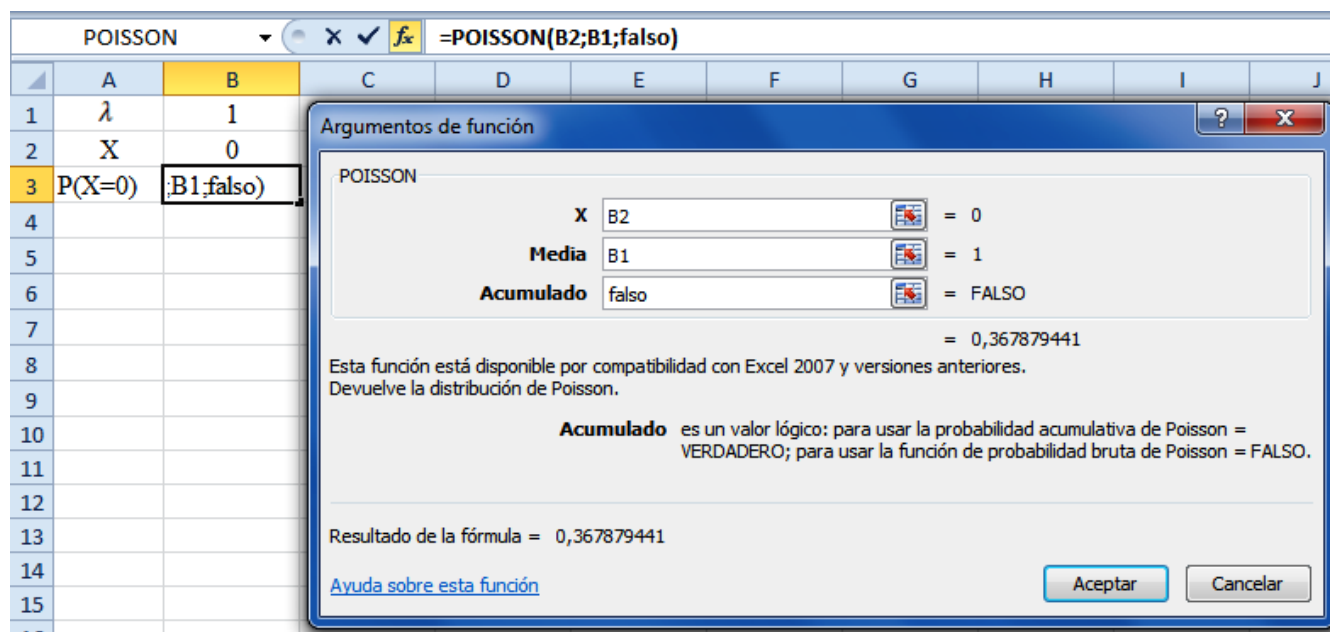 POISSON =POISSON(B2;B1;falso)
A B C D E F G H I J
1 λ 1
2 X 0
3 P(X=0) ;B1;falso)
4
5
6
7
8
9
10
11
12
13
14
15
Argumentos de función
POISSON
X B2 = 0
Media B1 = 1
Acumulado falso = FALSO
= 0,367879441
Esta función está disponible por compatibilidad con Excel 2007 y versiones anteriores.
Devuelve la distribución de Poisson.
Acumulado es un valor lógico: para usar la probabilidad acumulativa de Poisson =
VERDADERO; para usar la función de probabilidad bruta de Poisson = FALSO.
Resultado de la fórmula = 0,367879441
Ayuda sobre esta función Aceptar Cancelar